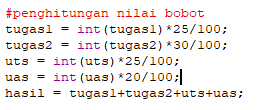 #penghitungan nilai bobot
tugas1 = int(tugas1)*25/100;
tugas2 = int(tugas2)*30/100;
uts = int(uts)*25/100;
uas = int(uas)*20/100;
hasil = tugas1+tugas2+uts+uas;